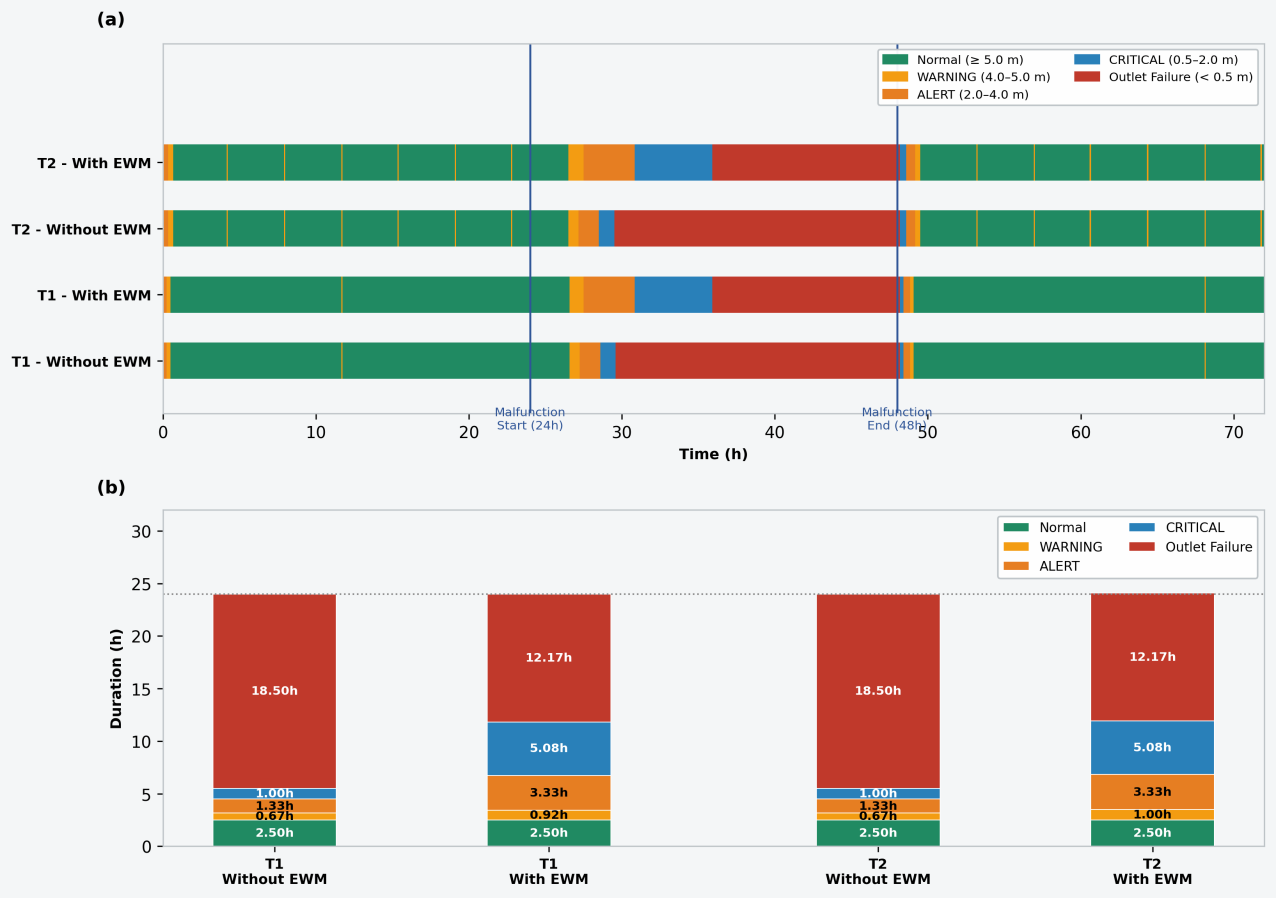 (a)
Normal (≥ 5.0 m)
WARNING (4.0–5.0 m)
ALERT (2.0–4.0 m)
CRITICAL (0.5–2.0 m)
Outlet Failure (< 0.5 m)
T2 - With EWM
T2 - Without EWM
T1 - With EWM
T1 - Without EWM
Malfunction
Start (24h)
Malfunction
End (48h)
0 10 20 30 40 50 60 70
Time (h)
(b)
Normal
WARNING
ALERT
CRITICAL
Outlet Failure
Duration (h)
30
25
20
15
10
5
0
18.50h
1.00h
1.33h
0.67h
2.50h
12.17h
5.08h
3.33h
0.92h
2.50h
18.50h
1.00h
1.33h
0.67h
2.50h
12.17h
5.08h
3.33h
1.00h
2.50h
T1
Without EWM
T1
With EWM
T2
Without EWM
T2
With EWM